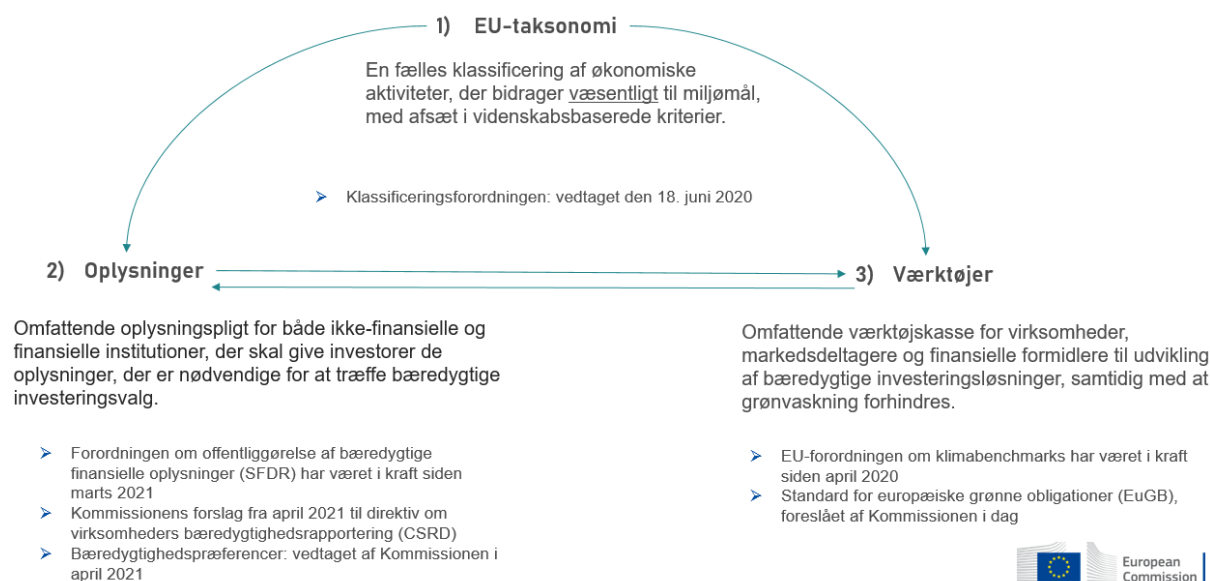 1) EU-taksonomi
En fælles klassificering af økonomiske
aktiviteter, der bidrager væsentligt til miljømål,
med afsæt i videnskabsbaserede kriterier.
➢ Klassificeringsforordningen: vedtaget den 18. juni 2020
2) Oplysninger
Omfattende oplysningspligt for både ikke-finansielle og
finansielle institutioner, der skal give investorer de
oplysninger, der er nødvendige for at træffe bæredygtige
investeringsvalg.
➢ Forordningen om offentliggørelse af bæredygtige
finansielle oplysninger (SFDR) har været i kraft siden
marts 2021
➢ Kommissionens forslag fra april 2021 til direktiv om
virksomheders bæredygtighedsrapportering (CSRD)
➢ Bæredygtighedspræferencer: vedtaget af Kommissionen i
april 2021
3) Værktøjer
Omfattende værktøjskasse for virksomheder,
markedsdeltagere og finansielle formidlere til udvikling
af bæredygtige investeringsløsninger, samtidig med at
grønvaskning forhindres.
➢ EU-forordningen om klimabenchmarks har været i kraft
siden april 2020
➢ Standard for europæiske grønne obligationer (EuGB),
foreslået af Kommissionen i dag
European
Commission